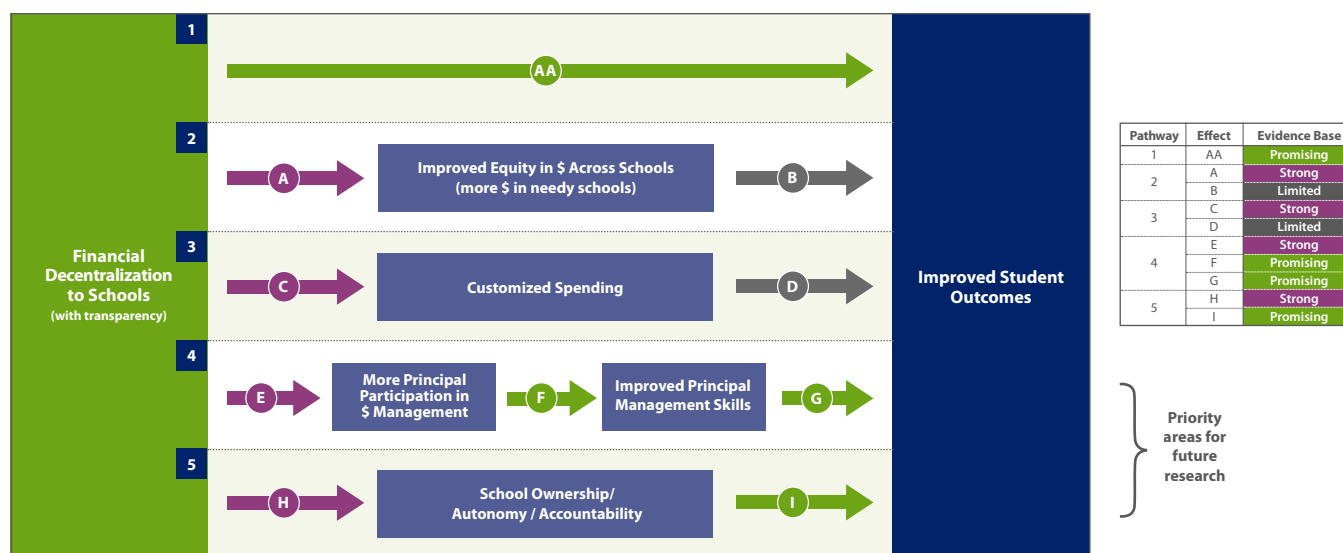 Financial
Decentralization
to Schools
(with transparency)
1
AA
2
A
Improved Equity in $ Across Schools
(more $ in needy schools)
B
3
C
Customized Spending
D
4
E
More Principal
Participation in
$ Management
F
Improved Principal
Management Skills
G
5
H
School Ownership/
Autonomy / Accountability
I
Improved Student
Outcomes
Pathway Effect Evidence Base
1 AA Promising
2 A Strong
B Limited
3 C Strong
D Limited
4 E Strong
F Promising
G Promising
5 H Strong
I Promising
Priority
areas for
future
research